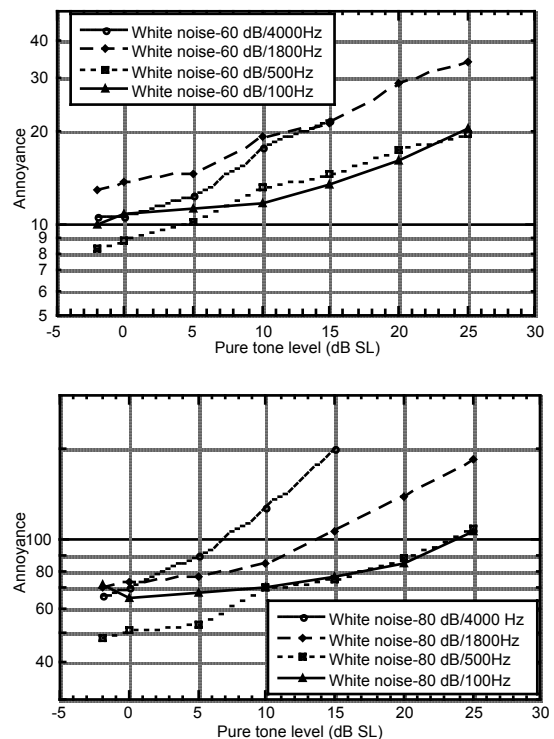 40
White noise-60 dB/4000Hz
White noise-60 dB/1800Hz
White noise-60 dB/500Hz
White noise-60 dB/100Hz
30
20
Annoyance
10
9
8
7
6
5
-5 0 5 10 15 20 25 30
Pure tone level (dB SL)
100
Annoyance
80
60
40
White noise-80 dB/4000 Hz
White noise-80 dB/1800Hz
White noise-80 dB/500Hz
White noise-80 dB/100Hz
-5 0 5 10 15 20 25 30
Pure tone level (dB SL)